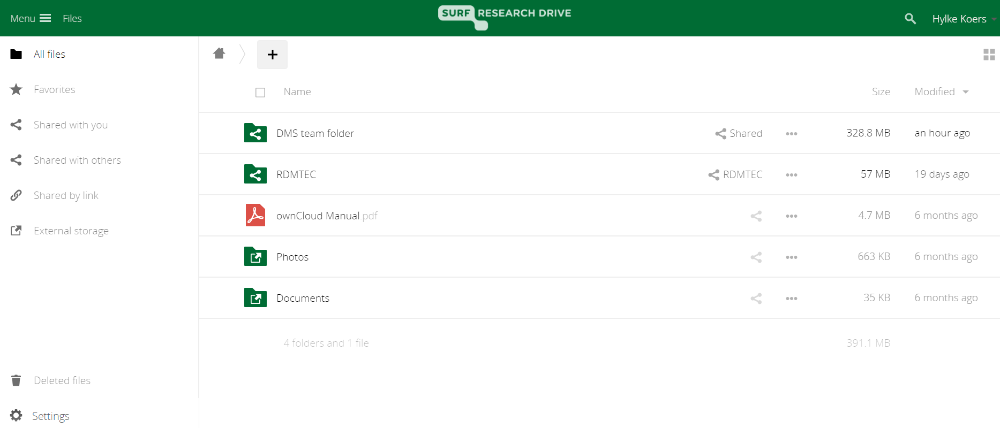 Menu Files SURF RESEARCH DRIVE Hylke Koers
All files
Favorites
Shared with you
Shared with others
Shared by link
External storage
Deleted files
Settings
Name Size Modified
DMS team folder Shared 328.8 MB an hour ago
RDMTEC RDMTEC 57 MB 19 days ago
ownCloud Manual.pdf 4.7 MB 6 months ago
Photos 663 KB 6 months ago
Documents 35 KB 6 months ago
4 folders and 1 file 391.1 MB